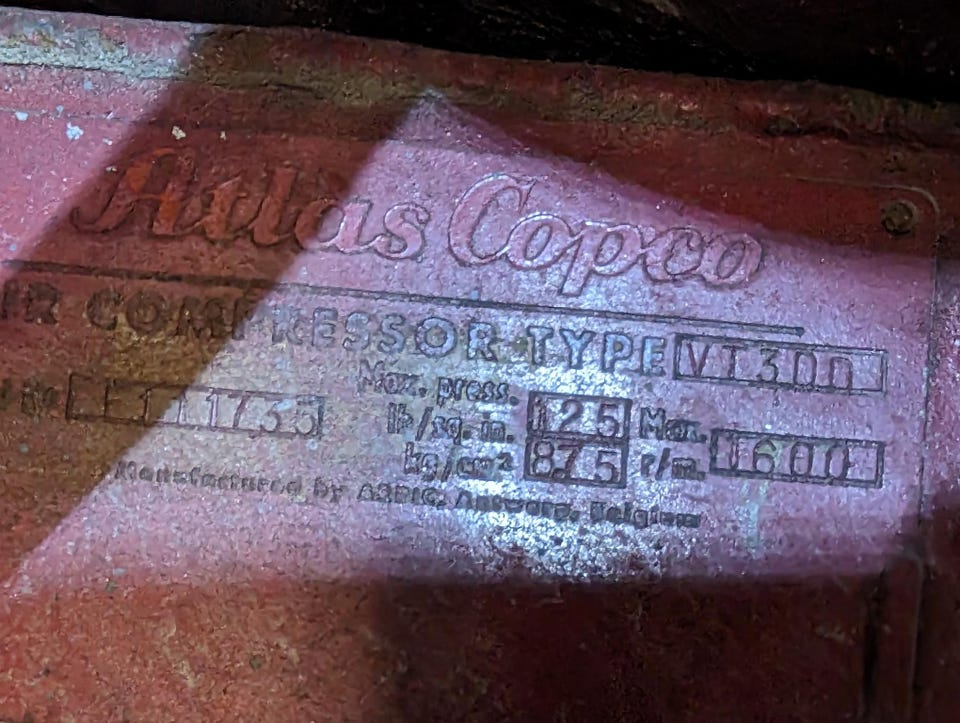 Atlas Copco
AIR COMPRESSOR TYPE VT300
Max. press.
lb/sq. in. 125 Max.
kg/cm² 8.75 r/m. 1600
Manufactured by ARPIC, Antwerp, Belgium